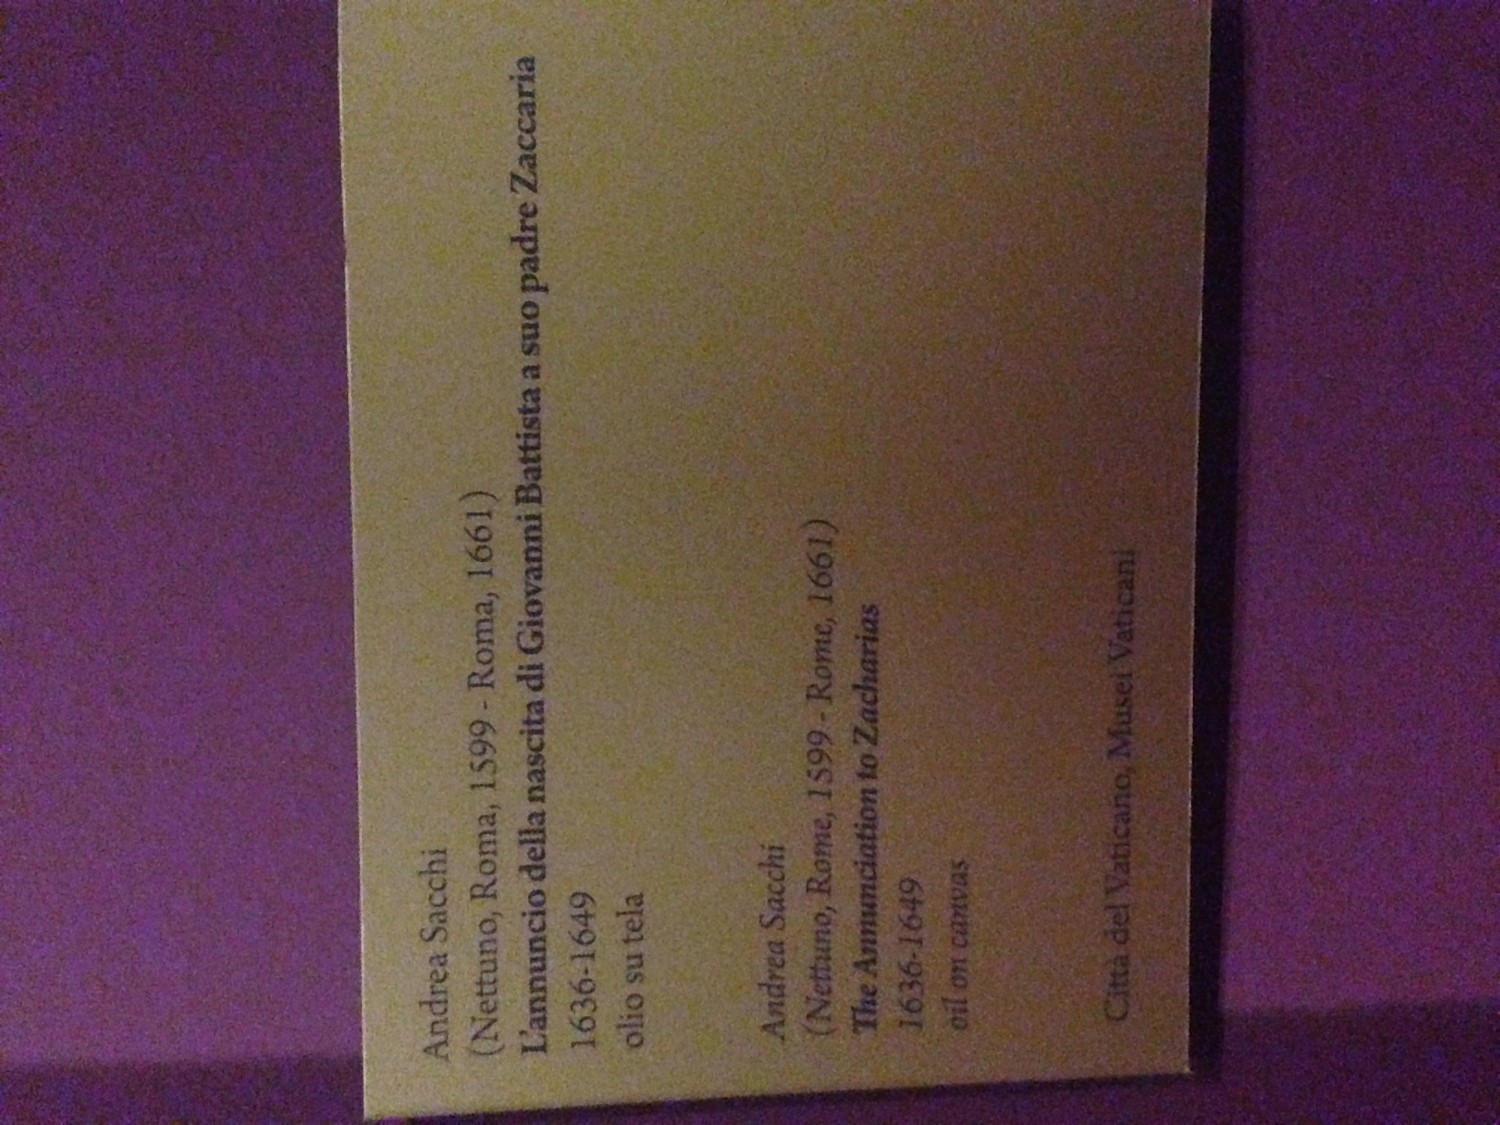 Andrea Sacchi
(Nettuno, Roma, 1599 - Roma, 1661)
L'annuncio della nascita di Giovanni Battista a suo padre Zaccaria
1636-1649
olio su tela
Andrea Sacchi
(Nettuno, Rome, 1599 - Rome, 1661)
The Annunciation to Zacharias
1636-1649
oil on canvas
Città del Vaticano, Musei Vaticani